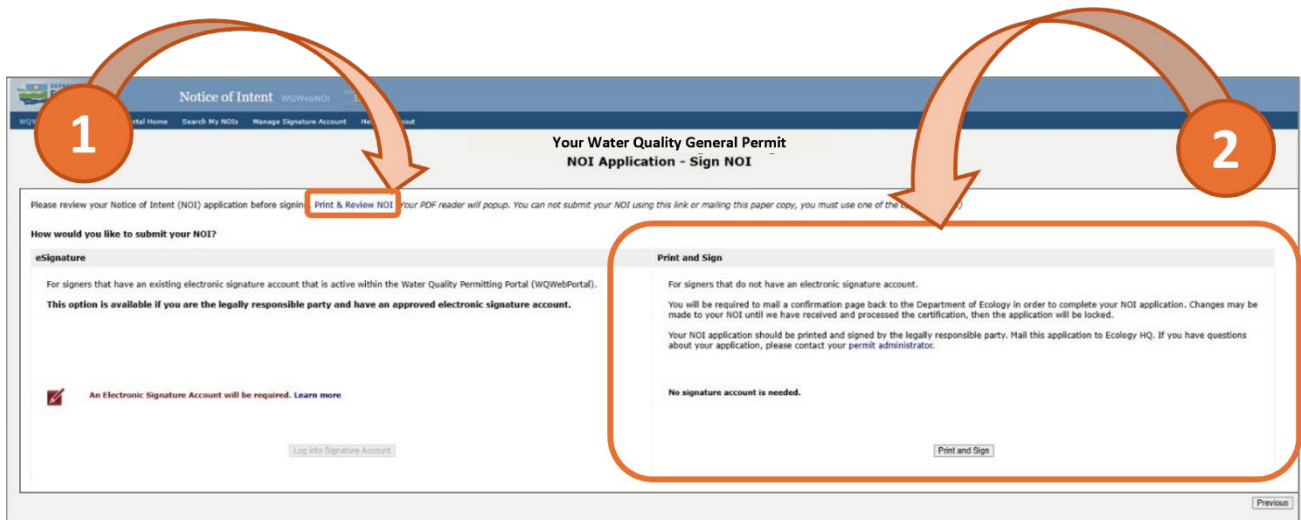 1
2
Notice of Intent WQWebNOI
rtal Home Search My NOIs Manage Signature Account
Your Water Quality General Permit
NOI Application - Sign NOI
Please review your Notice of Intent (NOI) application before signin Print & Review NOI Your PDF reader will popup. You can not submit your NOI using this link or mailing this paper copy, you must use one of the
How would you like to submit your NOI?
eSignature
For signers that have an existing electronic signature account that is active within the Water Quality Permitting Portal (WQWebPortal).
This option is available if you are the legally responsible party and have an approved electronic signature account.
An Electronic Signature Account will be required. Learn more
Log into Signature Account
Print and Sign
For signers that do not have an electronic signature account.
You will be required to mail a confirmation page back to the Department of Ecology in order to complete your NOI application. Changes may be
made to your NOI until we have received and processed the certification, then the application will be locked.
Your NOI application should be printed and signed by the legally responsible party. Mail this application to Ecology HQ. If you have questions
about your application, please contact your permit administrator.
No signature account is needed.
Print and Sign
Previous